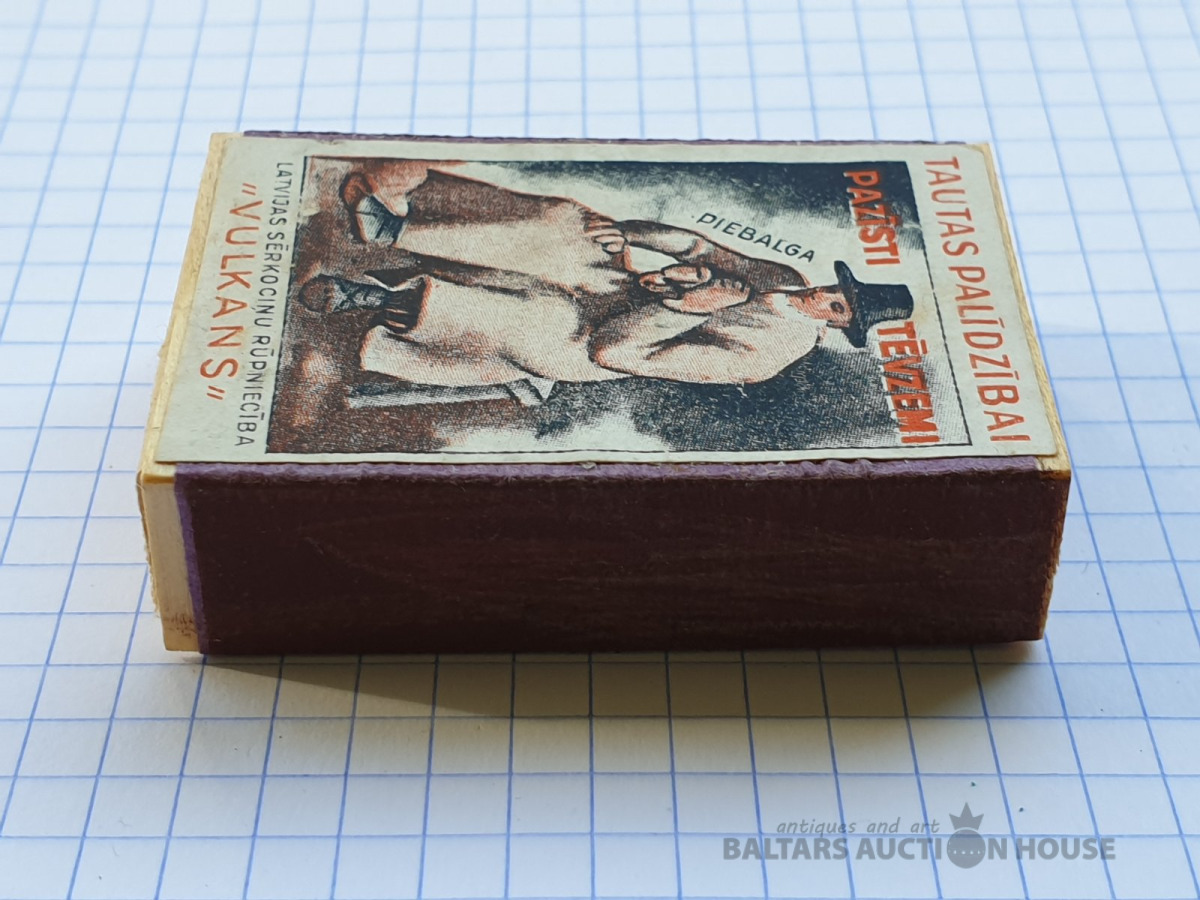 TAUTAS PALĪDZĪBAI
PAZĪSTI TĒVZEMI
PIEBALGA
LATVIJAS SĒRKOCIŅU RŪPNIECĪBA
"VULKANS"
antiques and art
BALTARS AUCTION HOUSE